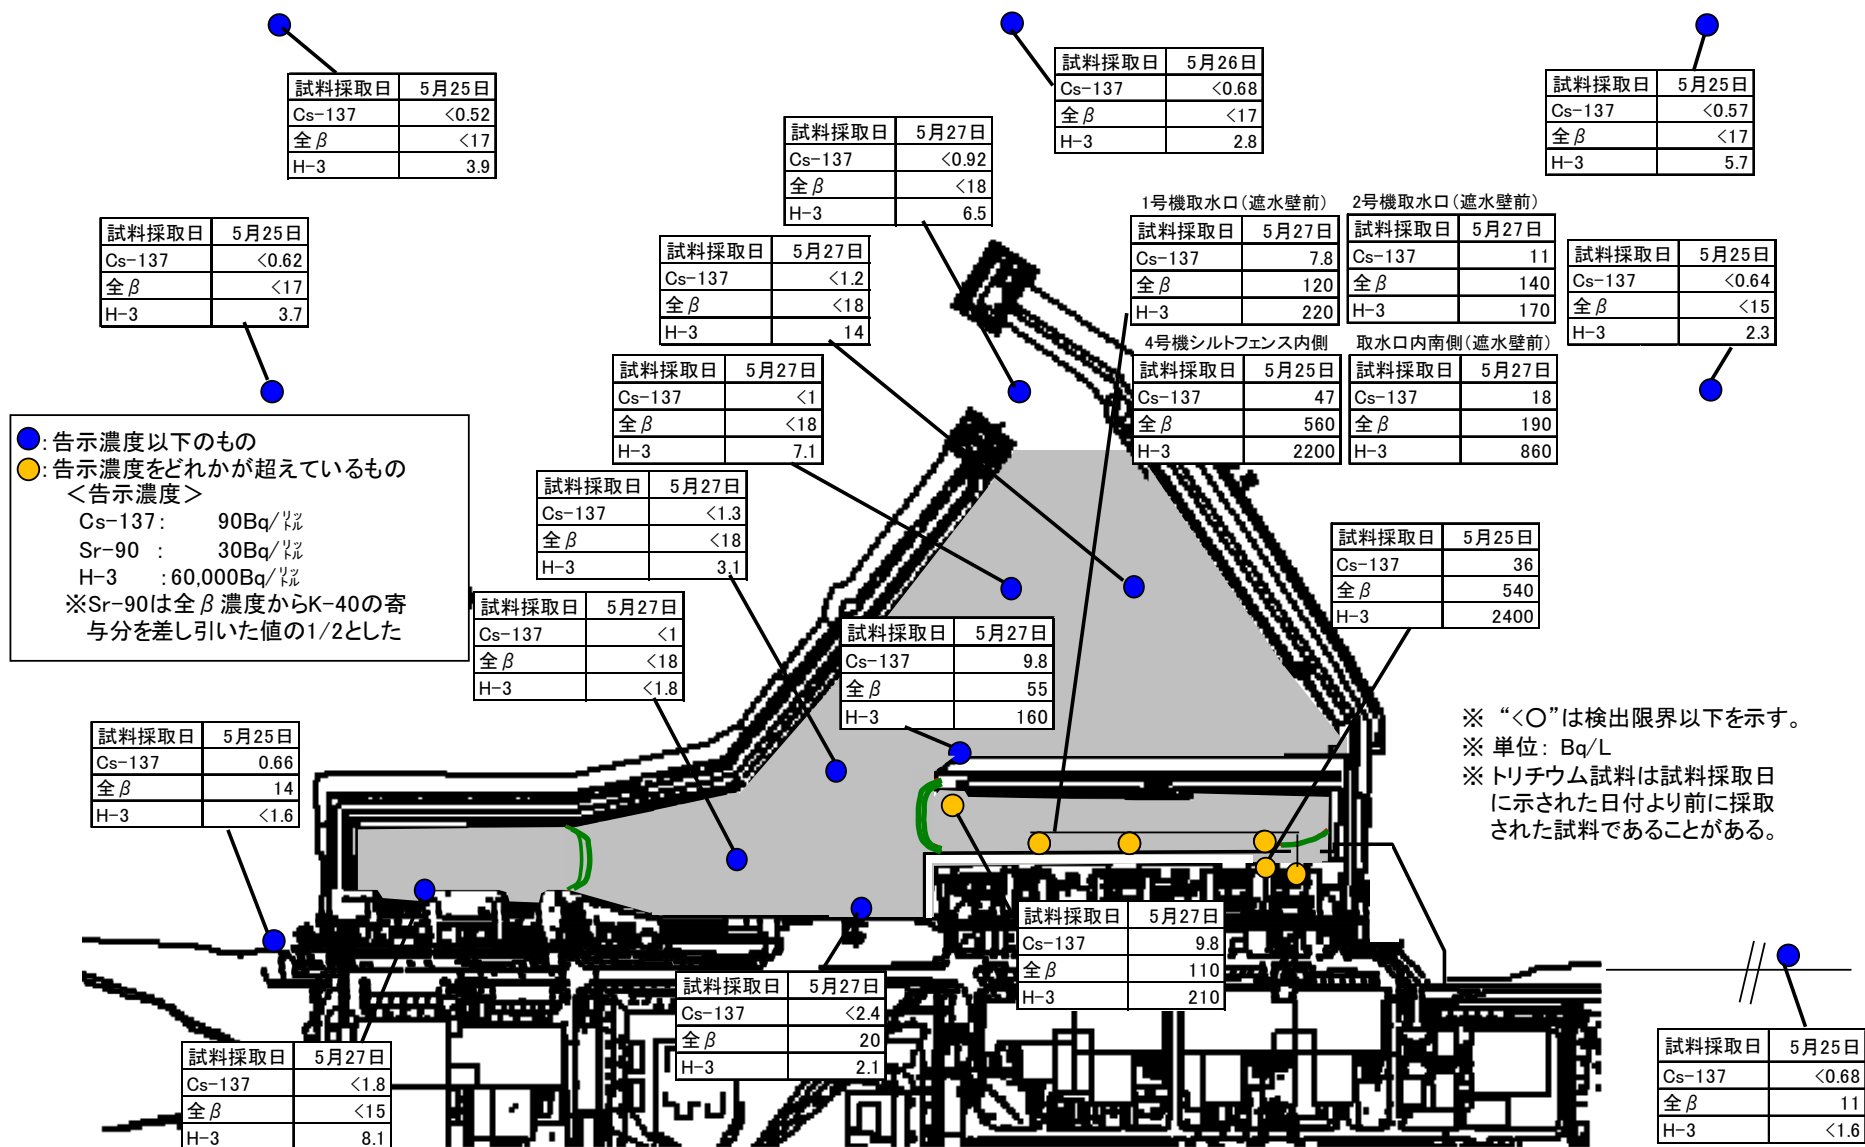 試料採取日 5月25日
Cs-137 <0.52
全β <17
H-3 3.9
試料採取日 5月26日
Cs-137 <0.68
全β <17
H-3 2.8
試料採取日 5月25日
Cs-137 <0.57
全β <17
H-3 5.7
試料採取日 5月27日
Cs-137 <0.92
全β <18
H-3 6.5
試料採取日 5月25日
Cs-137 <0.62
全β <17
H-3 3.7
試料採取日 5月27日
Cs-137 <1.2
全β <18
H-3 14
1号機取水口(遮水壁前)
試料採取日 5月27日
Cs-137 7.8
全β 120
H-3 220
2号機取水口(遮水壁前)
試料採取日 5月27日
Cs-137 11
全β 140
H-3 170
試料採取日 5月25日
Cs-137 <0.64
全β <15
H-3 2.3
4号機シルトフェンス内側
試料採取日 5月25日
Cs-137 47
全β 560
H-3 2200
取水口内南側(遮水壁前)
試料採取日 5月27日
Cs-137 18
全β 190
H-3 860
試料採取日 5月27日
Cs-137 <1
全β <18
H-3 7.1
:告示濃度以下のもの
:告示濃度をどれかが超えているもの
<告示濃度>
Cs-137: 90Bq/㍑
Sr-90 : 30Bq/㍑
H-3 :60,000Bq/㍑
※Sr-90は全β濃度からK-40の寄
与分を差し引いた値の1/2とした
試料採取日 5月27日
Cs-137 <1.3
全β <18
H-3 3.1
試料採取日 5月25日
Cs-137 36
全β 540
H-3 2400
試料採取日 5月27日
Cs-137 <1
全β <18
H-3 <1.8
試料採取日 5月27日
Cs-137 9.8
全β 55
H-3 160
※ “<○”は検出限界以下を示す。
※ 単位: Bq/L
※ トリチウム試料は試料採取日
に示された日付より前に採取
された試料であることがある。
試料採取日 5月25日
Cs-137 0.66
全β 14
H-3 <1.6
試料採取日 5月27日
Cs-137 9.8
全β 110
H-3 210
試料採取日 5月27日
Cs-137 <2.4
全β 20
H-3 2.1
試料採取日 5月27日
Cs-137 <1.8
全β <15
H-3 8.1
試料採取日 5月25日
Cs-137 <0.68
全β 11
H-3 <1.6